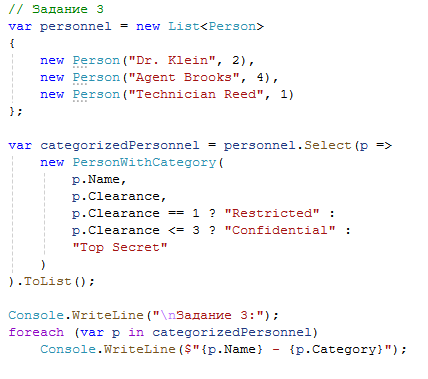 // Задание 3
var personnel = new List<Person>
{
    new Person("Dr. Klein", 2),
    new Person("Agent Brooks", 4),
    new Person("Technician Reed", 1)
};

var categorizedPersonnel = personnel.Select(p =>
    new PersonWithCategory(
        p.Name,
        p.Clearance,
        p.Clearance == 1 ? "Restricted" :
        p.Clearance <= 3 ? "Confidential" :
        "Top Secret"
    )
).ToList();

Console.WriteLine("\nЗадание 3:");
foreach (var p in categorizedPersonnel)
    Console.WriteLine($"{p.Name} - {p.Category}");